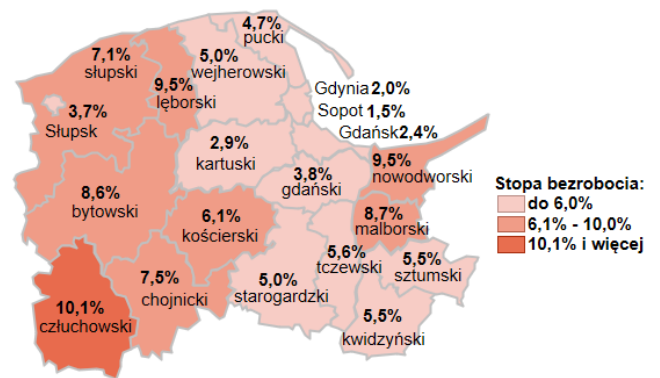 4,7%
pucki
7,1%
słupski
5,0%
wejherowski
9,5%
lęborski
Gdynia 2,0%
Sopot 1,5%
Gdańsk 2,4%
3,7%
Słupsk
2,9%
kartuski
3,8%
gdański
9,5%
nowodworski
8,6%
bytowski
6,1%
kościerski
8,7%
malborski
5,6%
tczewski
5,5%
sztumski
7,5%
chojnicki
5,0%
starogardzki
10,1%
człuchowski
5,5%
kwidzyński
Stopa bezrobocia:
do 6,0%
6,1% - 10,0%
10,1% i więcej